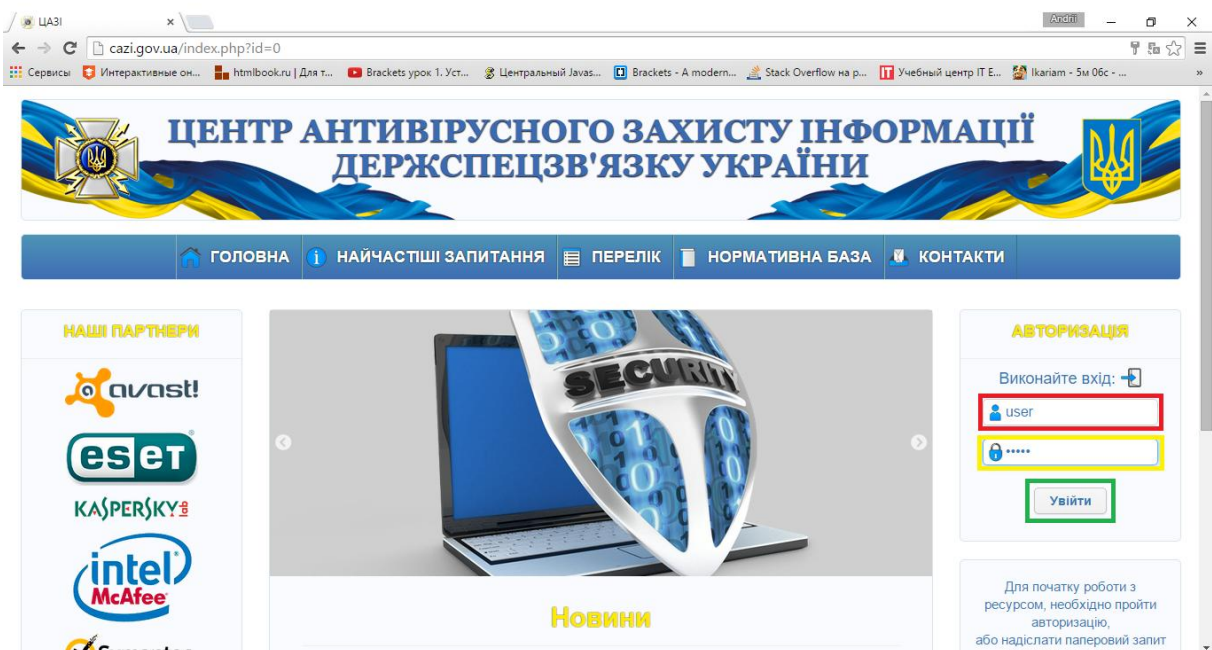 ЦАЗІ
Andrii
cazi.gov.ua/index.php?id=0
Сервисы Интерактивные он... htmlbook.ru | Для т... Brackets урок 1. Уст... Центральный Javas... Brackets - A modern... Stack Overflow на р... Учебный центр IT E... Ikariam - 5м 06с - ... »
ЦЕНТР АНТИВІРУСНОГО ЗАХИСТУ ІНФОРМАЦІЇ
ДЕРЖСПЕЦЗВ'ЯЗКУ УКРАЇНИ
ГОЛОВНА НАЙЧАСТІШІ ЗАПИТАННЯ ПЕРЕЛІК НОРМАТИВНА БАЗА КОНТАКТИ
НАШІ ПАРТНЕРИ
avast!
eset
KASPERSKY lab
intel
McAfee
Symantec
SECURITY
Новини
АВТОРИЗАЦІЯ
Виконайте вхід:
user
•••••
Увійти
Для початку роботи з
ресурсом, необхідно пройти
авторизацію,
або надіслати паперовий запит